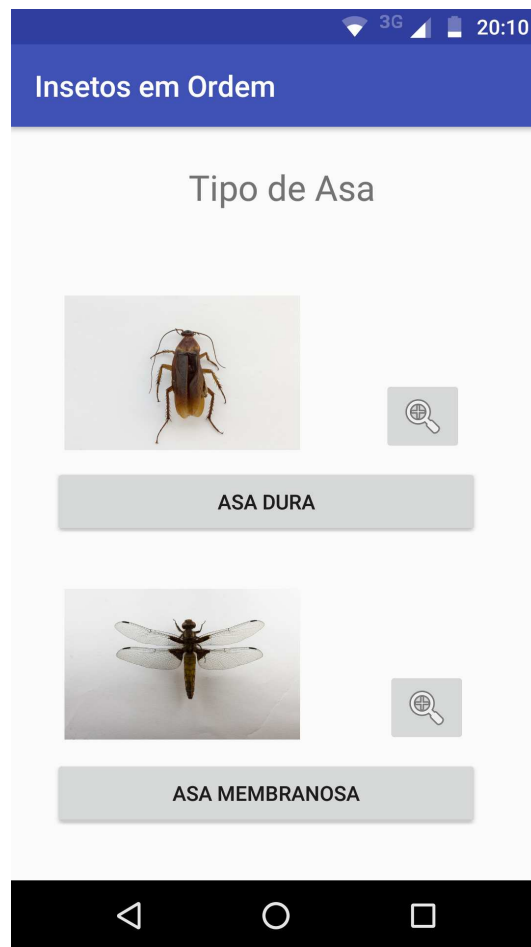 3G 20:10
Insetos em Ordem
Tipo de Asa
ASA DURA
ASA MEMBRANOSA